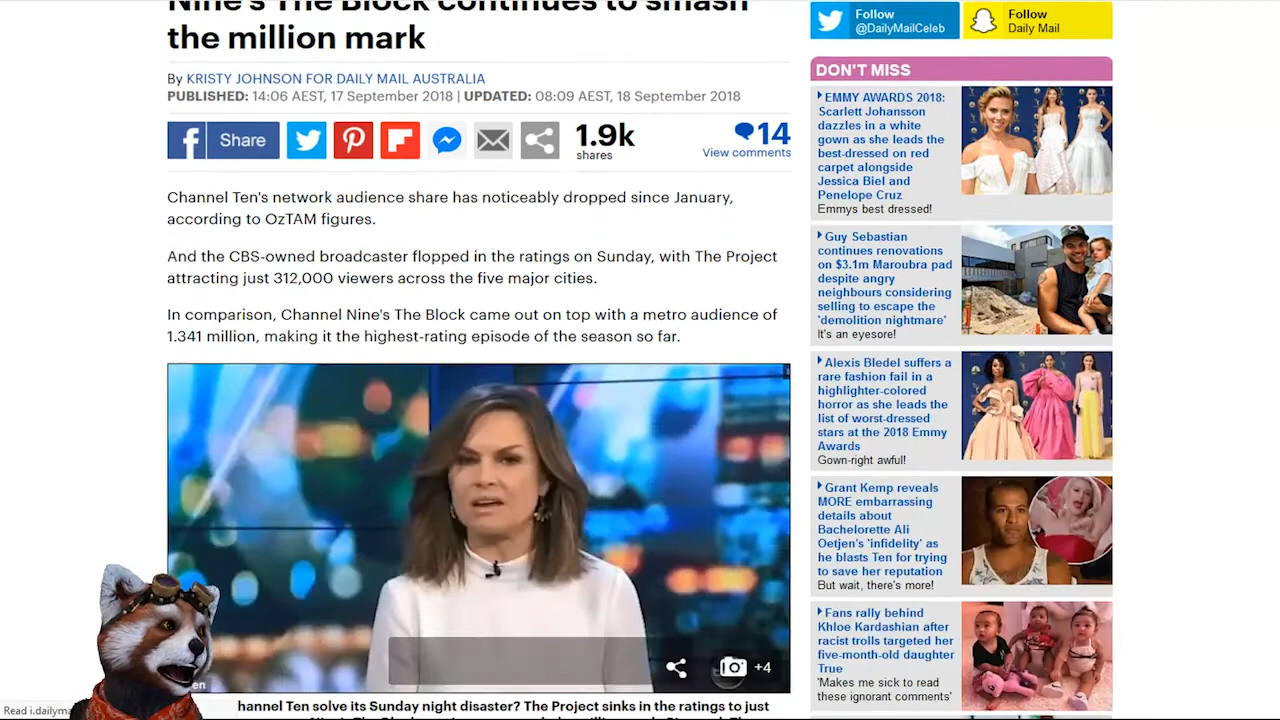 Nine's The Block continues to smash
the million mark
By KRISTY JOHNSON FOR DAILY MAIL AUSTRALIA
PUBLISHED: 14:06 AEST, 17 September 2018 | UPDATED: 08:09 AEST, 18 September 2018
f Share
1.9k
shares
14
View comments
Channel Ten's network audience share has noticeably dropped since January,
according to OzTAM figures.
And the CBS-owned broadcaster flopped in the ratings on Sunday, with The Project
attracting just 312,000 viewers across the five major cities.
In comparison, Channel Nine's The Block came out on top with a metro audience of
1.341 million, making it the highest-rating episode of the season so far.
+4
en
Read i.dailyma
hannel Ten solve its Sunday night disaster? The Project sinks in the ratings to just
Follow
@DailyMailCeleb
Follow
Daily Mail
DON'T MISS
EMMY AWARDS 2018:
Scarlett Johansson
dazzles in a white
gown as she leads the
best-dressed on red
carpet alongside
Jessica Biel and
Penelope Cruz
Emmys best dressed!
Guy Sebastian
continues renovations
on $3.1m Maroubra pad
despite angry
neighbours considering
selling to escape the
'demolition nightmare'
It's an eyesore!
Alexis Bledel suffers a
rare fashion fail in a
highlighter-colored
horror as she leads the
list of worst-dressed
stars at the 2018 Emmy
Awards
Gown-right awful!
Grant Kemp reveals
MORE embarrassing
details about
Bachelorette Ali
Oetjen's 'infidelity' as
he blasts Ten for trying
to save her reputation
But wait, there's more!
Fans rally behind
Khloe Kardashian after
racist trolls targeted her
five-month-old daughter
True
'Makes me sick to read
these ignorant comments'